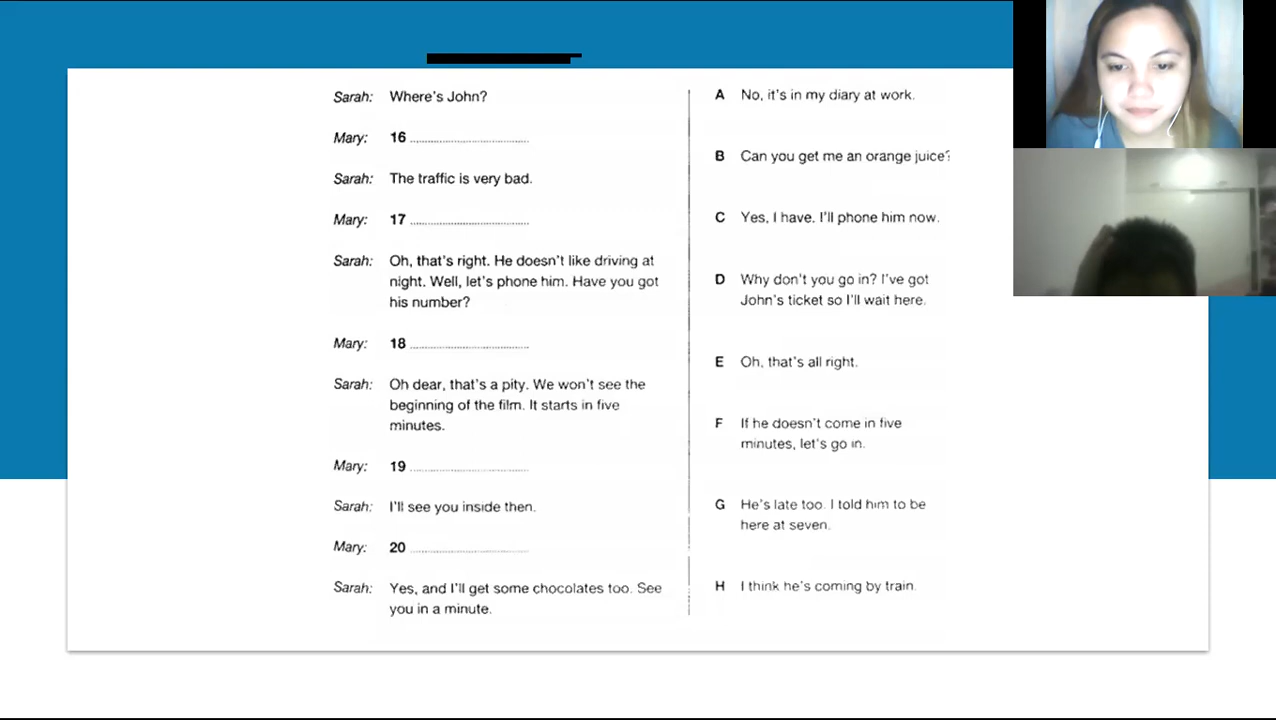 Sarah: Where's John?
Mary: 16 ........................................
Sarah: The traffic is very bad.
Mary: 17 ........................................
Sarah: Oh, that's right. He doesn't like driving at
night. Well, let's phone him. Have you got
his number?
Mary: 18 ........................................
Sarah: Oh dear, that's a pity. We won't see the
beginning of the film. It starts in five
minutes.
Mary: 19 ........................................
Sarah: I'll see you inside then.
Mary: 20 ........................................
Sarah: Yes, and I'll get some chocolates too. See
you in a minute.
A No, it's in my diary at work.
B Can you get me an orange juice?
C Yes, I have. I'll phone him now.
D Why don't you go in? I've got
John's ticket so I'll wait here.
E Oh, that's all right.
F If he doesn't come in five
minutes, let's go in.
G He's late too. I told him to be
here at seven.
H I think he's coming by train.